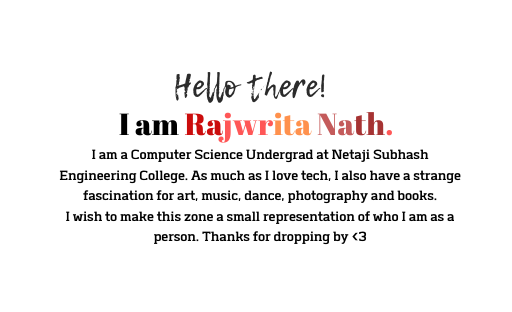 Hello there!
I am Rajwrita Nath.
I am a Computer Science Undergrad at Netaji Subhash
Engineering College. As much as I love tech, I also have a strange
fascination for art, music, dance, photography and books.
I wish to make this zone a small representation of who I am as a
person. Thanks for dropping by <3